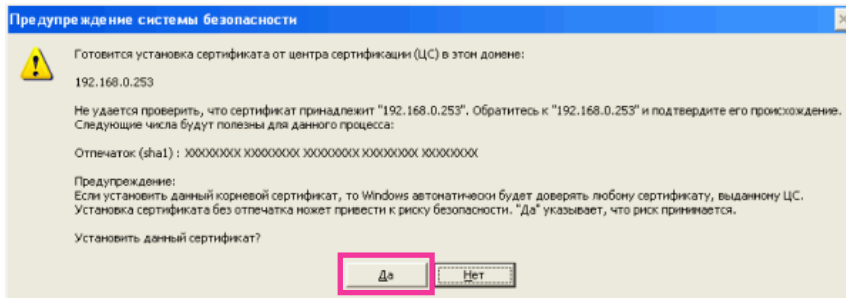 Предупреждение системы безопасности
Готовится установка сертификата от центра сертификации (ЦС) в этом домене:
192.168.0.253
Не удается проверить, что сертификат принадлежит "192.168.0.253". Обратитесь к "192.168.0.253" и подтвердите его происхождение.
Следующие числа будут полезны для данного процесса:
Отпечаток (sha1) : XXXXXXXX XXXXXXXX XXXXXXXX XXXXXXXX XXXXXXXX
Предупреждение:
Если установить данный корневой сертификат, то Windows автоматически будет доверять любому сертификату, выданному ЦС.
Установка сертификата без отпечатка может привести к риску безопасности. "Да" указывает, что риск принимается.
Установить данный сертификат?
Да Нет